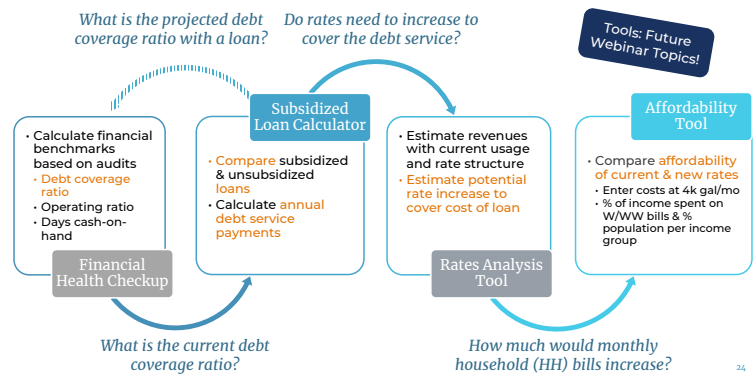 What is the projected debt
coverage ratio with a loan?
Do rates need to increase to
cover the debt service?
Tools: Future
Webinar Topics!
• Calculate financial
benchmarks
based on audits
• Debt coverage
ratio
• Operating ratio
• Days cash-on-
hand
Financial
Health Checkup
Subsidized
Loan Calculator
• Compare subsidized
& unsubsidized
loans
• Calculate annual
debt service
payments
• Estimate revenues
with current usage
and rate structure
• Estimate potential
rate increase to
cover cost of loan
Rates Analysis
Tool
Affordability
Tool
• Compare affordability
of current & new rates
• Enter costs at 4k gal/mo
• % of income spent on
W/WW bills & %
population per income
group
What is the current debt
coverage ratio?
How much would monthly
household (HH) bills increase?
24